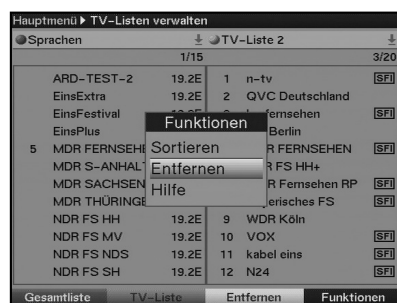 Hauptmenü ▸ TV-Listen verwalten
Sprachen TV-Liste 2
1/15 3/20
ARD-TEST-2 19.2E 1 n-tv SFI
EinsExtra 19.2E 2 QVC Deutschland
EinsFestival fernsehen SFI
EinsPlus Berlin
5 MDR FERNSEHE R FERNSEHEN SFI
MDR S-ANHAL R FS HH+
MDR SACHSEN R Fernsehen RP SFI
MDR THÜRINGE erisches FS SFI
Funktionen
Sortieren
Entfernen
Hilfe
NDR FS HH 19.2E 9 WDR Köln
NDR FS MV 19.2E 10 VOX SFI
NDR FS NDS 19.2E 11 kabel eins SFI
NDR FS SH 19.2E 12 N24 SFI
Gesamtliste TV-Liste Entfernen Funktionen